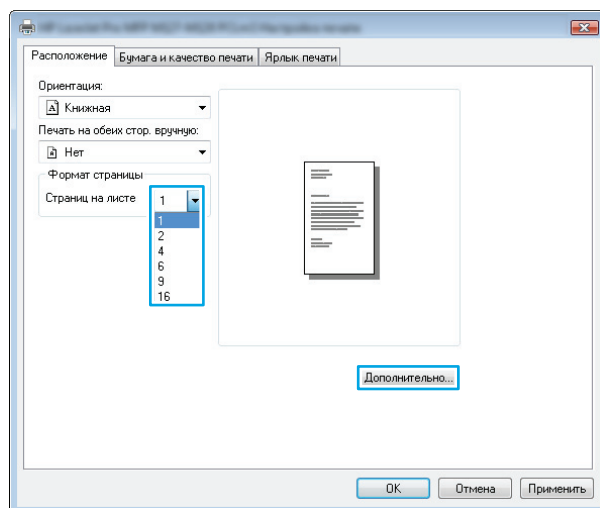 Расположение Бумага и качество печати Ярлык печати
Ориентация:
A Книжная
Печать на обеих стор. вручную:
Нет
Формат страницы
Страниц на листе 1
1
2
4
6
9
16
Дополнительно...
ОК Отмена Применить